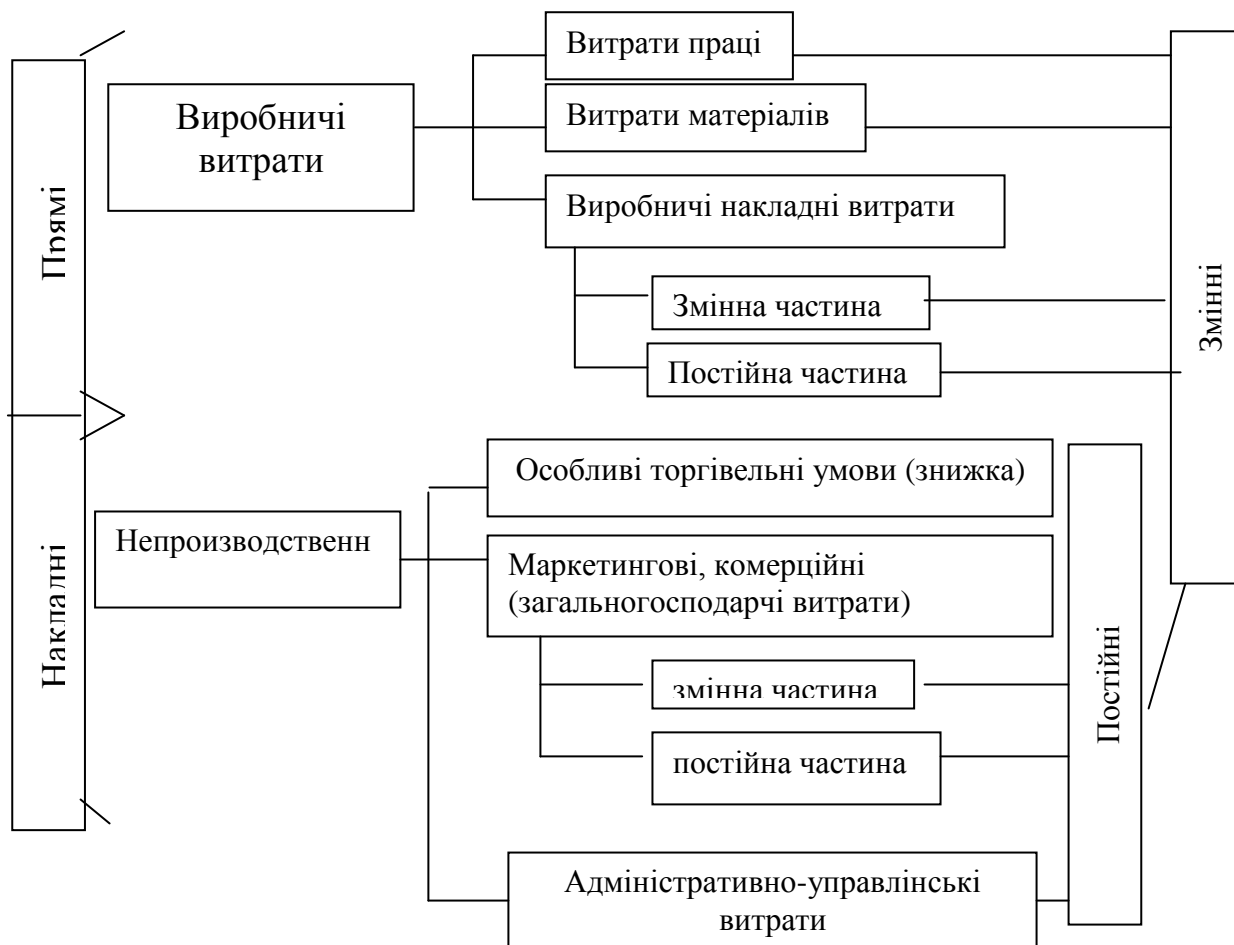 Витрати праці
Виробничі
витрати
Витрати матеріалів
Виробничі накладні витрати
Прямі
Змінна частина
Постійна частина
Змінні
Особливі торгівельні умови (знижка)
Непроизводственн
Маркетингові, комерційні
(загальногосподарчі витрати)
Накладні
змінна частина
постійна частина
Постійні
Адміністративно-управлінські
витрати